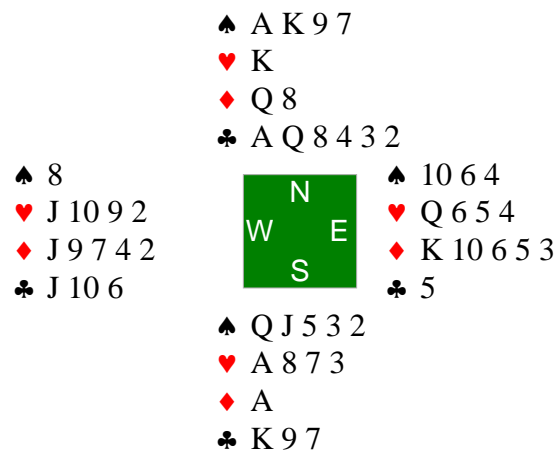 ♠ A K 9 7
♥ K
♦ Q 8
♣ A Q 8 4 3 2
♠ 8
♥ J 10 9 2
♦ J 9 7 4 2
♣ J 10 6
N
W E
S
♠ 10 6 4
♥ Q 6 5 4
♦ K 10 6 5 3
♣ 5
♠ Q J 5 3 2
♥ A 8 7 3
♦ A
♣ K 9 7